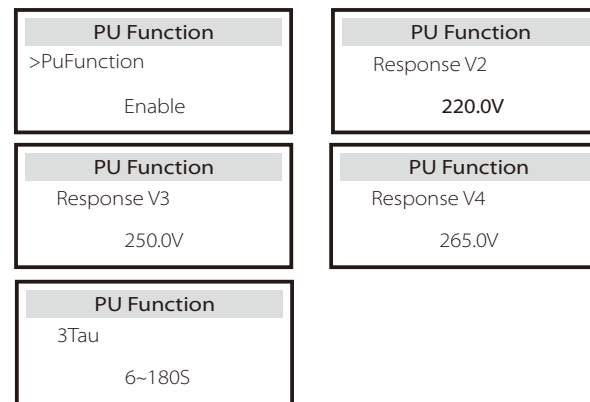 PU Function
>PuFunction
Enable
PU Function
Response V2
220.0V
PU Function
Response V3
250.0V
PU Function
Response V4
265.0V
PU Function
3Tau
6~180S